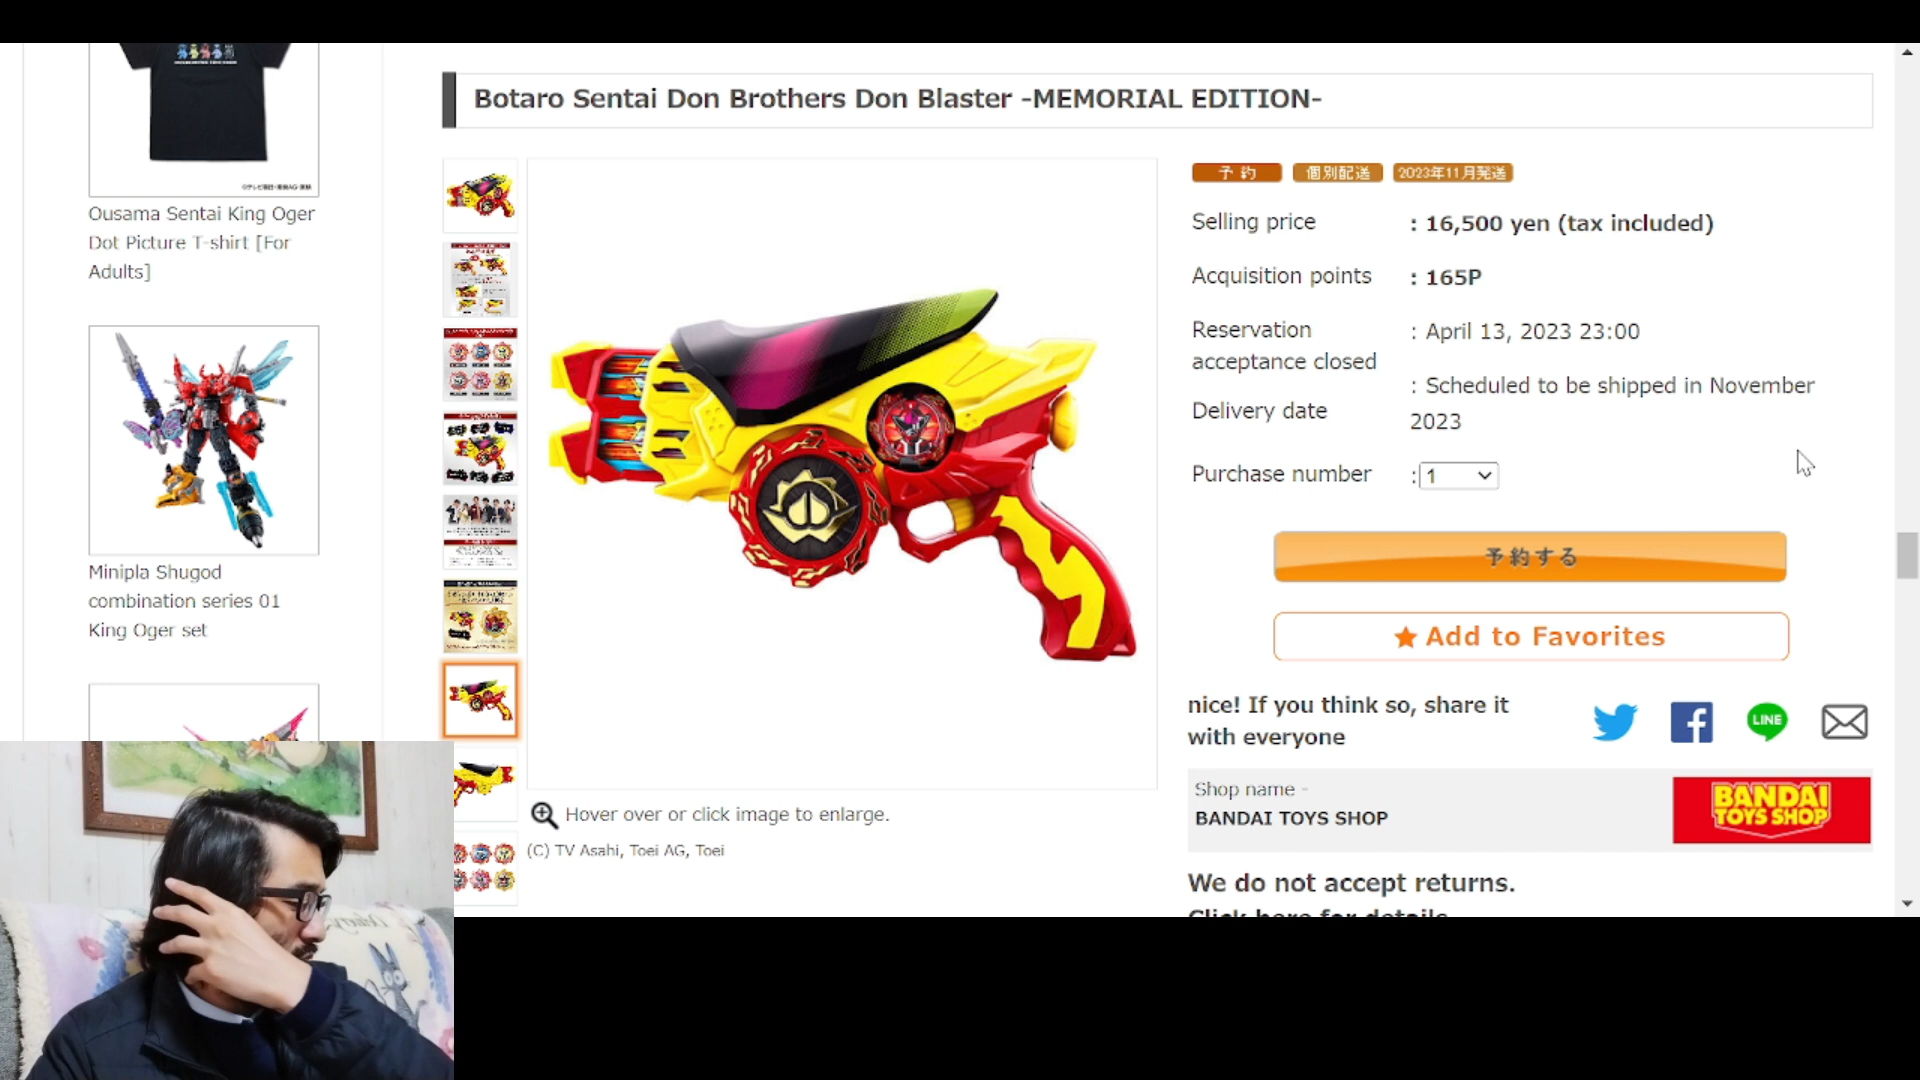 Ousama Sentai King Oger
Dot Picture T-shirt [For
Adults]
Minipla Shugod
combination series 01
King Oger set
Botaro Sentai Don Brothers Don Blaster -MEMORIAL EDITION-
予約 個別配送 2023年11月発送
Selling price : 16,500 yen (tax included)
Acquisition points : 165P
Reservation
acceptance closed : April 13, 2023 23:00
Delivery date : Scheduled to be shipped in November
2023
Purchase number : 1
予約する
★ Add to Favorites
nice! If you think so, share it
with everyone
LINE
Shop name -
BANDAI TOYS SHOP
BANDAI
TOYS SHOP
We do not accept returns.
Click here for details
Hover over or click image to enlarge.
(C) TV Asahi, Toei AG, Toei